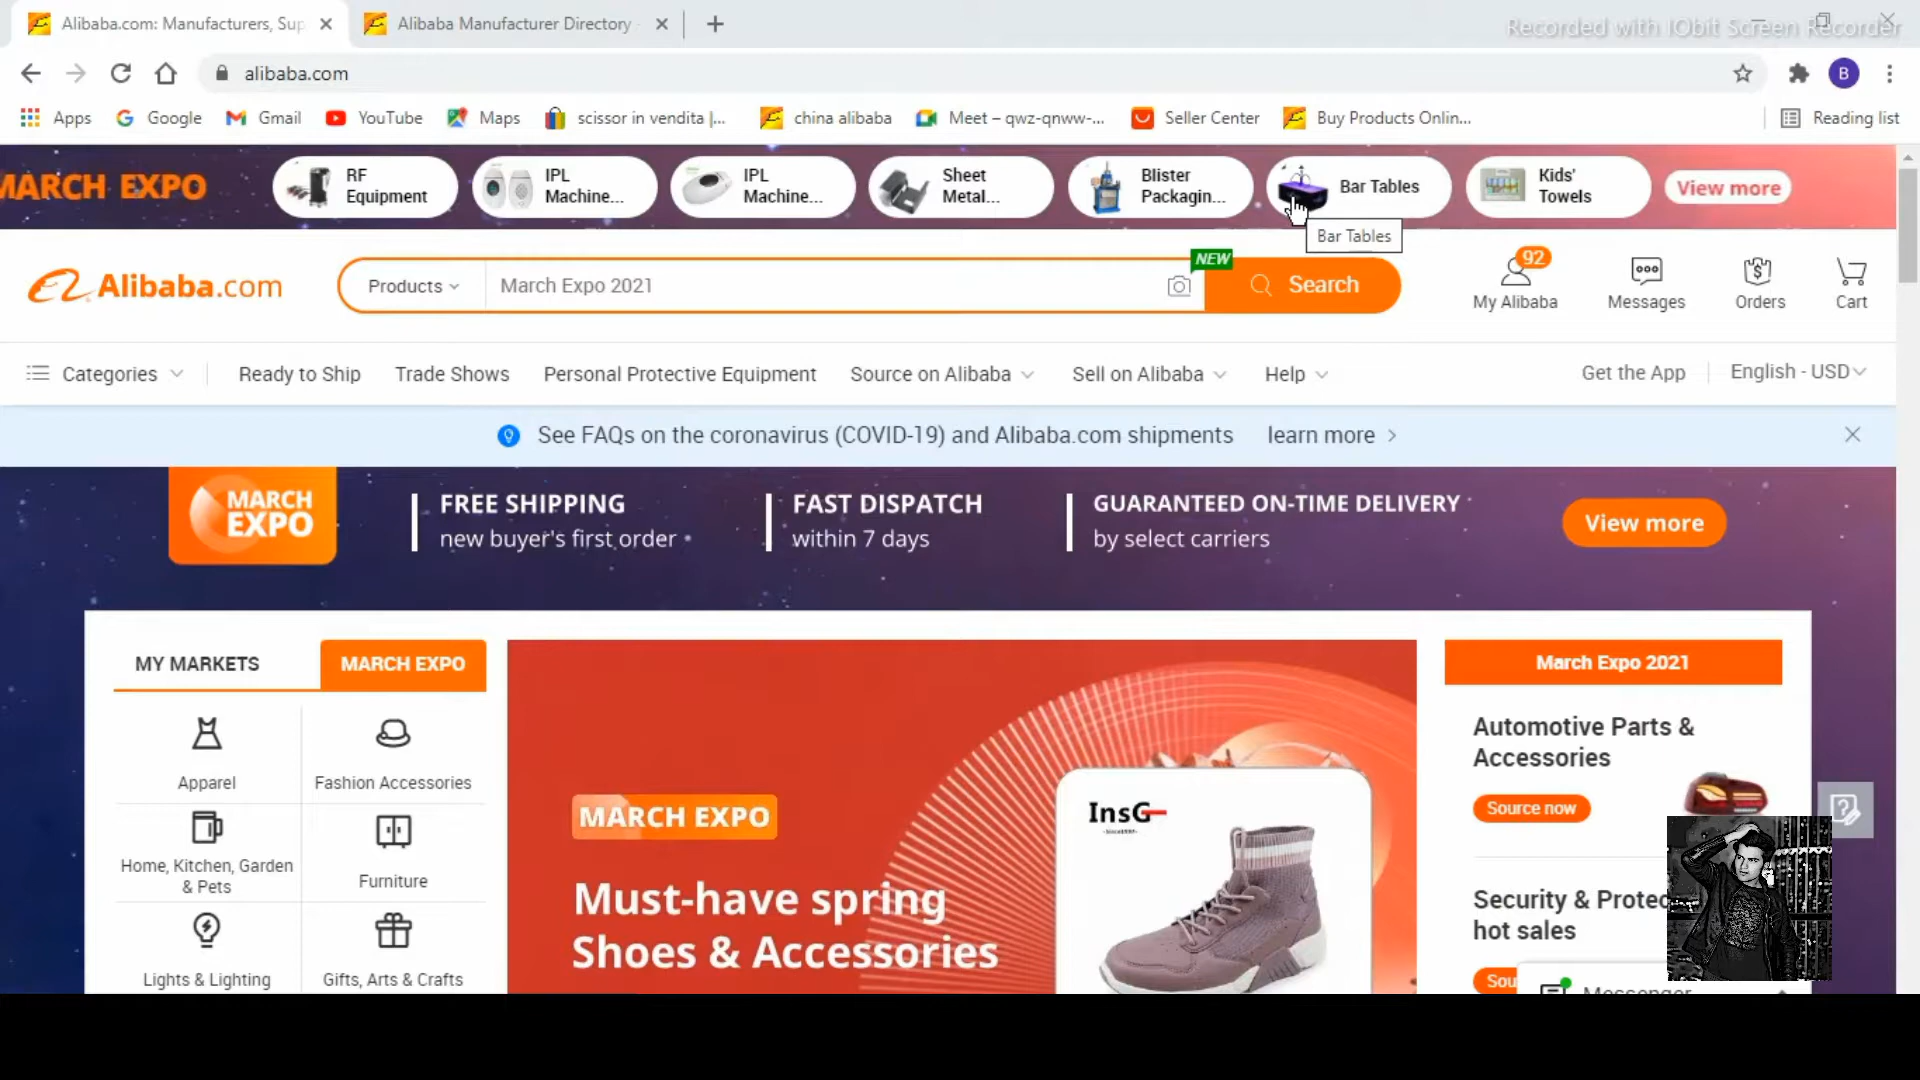 Alibaba.com: Manufacturers, Sup
Alibaba Manufacturer Directory
Recorded with IObit Screen Recorder
alibaba.com
B
Apps
Google
Gmail
YouTube
Maps
scissor in vendita |...
china alibaba
Meet – qwz-qnww-...
Seller Center
Buy Products Onlin...
Reading list
MARCH EXPO
RF
Equipment
IPL
Machine...
IPL
Machine...
Sheet
Metal...
Blister
Packagin...
Bar Tables
Kids'
Towels
View more
Bar Tables
Alibaba.com
Products
March Expo 2021
NEW
Search
92
My Alibaba
Messages
Orders
Cart
Categories
Ready to Ship
Trade Shows
Personal Protective Equipment
Source on Alibaba
Sell on Alibaba
Help
Get the App
English - USD
See FAQs on the coronavirus (COVID-19) and Alibaba.com shipments
learn more
MARCH
EXPO
FREE SHIPPING
new buyer's first order
FAST DISPATCH
within 7 days
GUARANTEED ON-TIME DELIVERY
by select carriers
View more
MY MARKETS
MARCH EXPO
Apparel
Fashion Accessories
Home, Kitchen, Garden
& Pets
Furniture
Lights & Lighting
Gifts, Arts & Crafts
MARCH EXPO
Must-have spring
Shoes & Accessories
InsG
-Since1997-
March Expo 2021
Automotive Parts &
Accessories
Source now
Security & Protec
hot sales
Sou
Messenger